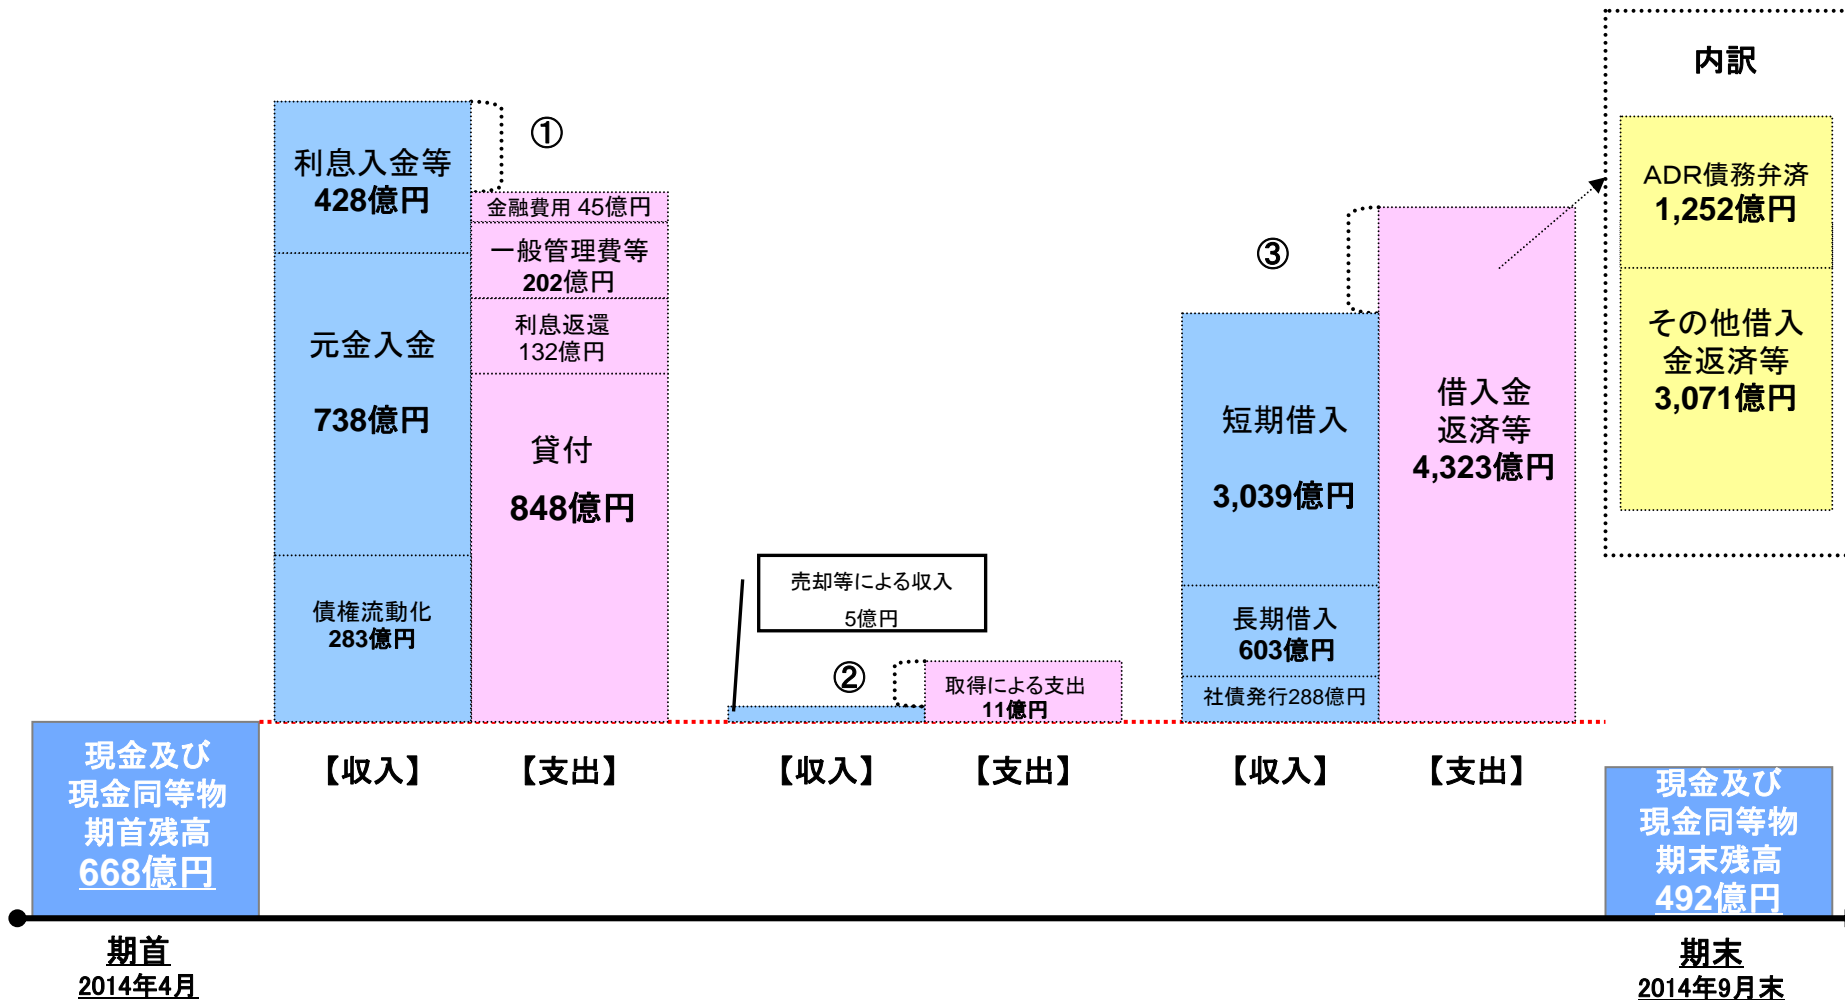 内訳
①
利息入金等
428億円
金融費用 45億円
一般管理費等
202億円
利息返還
132億円
元金入金
738億円
貸付
848億円
債権流動化
283億円
売却等による収入
5億円
②
取得による支出
11億円
③
短期借入
3,039億円
長期借入
603億円
社債発行288億円
借入金
返済等
4,323億円
ADR債務弁済
1,252億円
その他借入
金返済等
3,071億円
【収入】
【支出】
【収入】
【支出】
【収入】
【支出】
現金及び
現金同等物
期首残高
668億円
現金及び
現金同等物
期末残高
492億円
期首
2014年4月
期末
2014年9月末